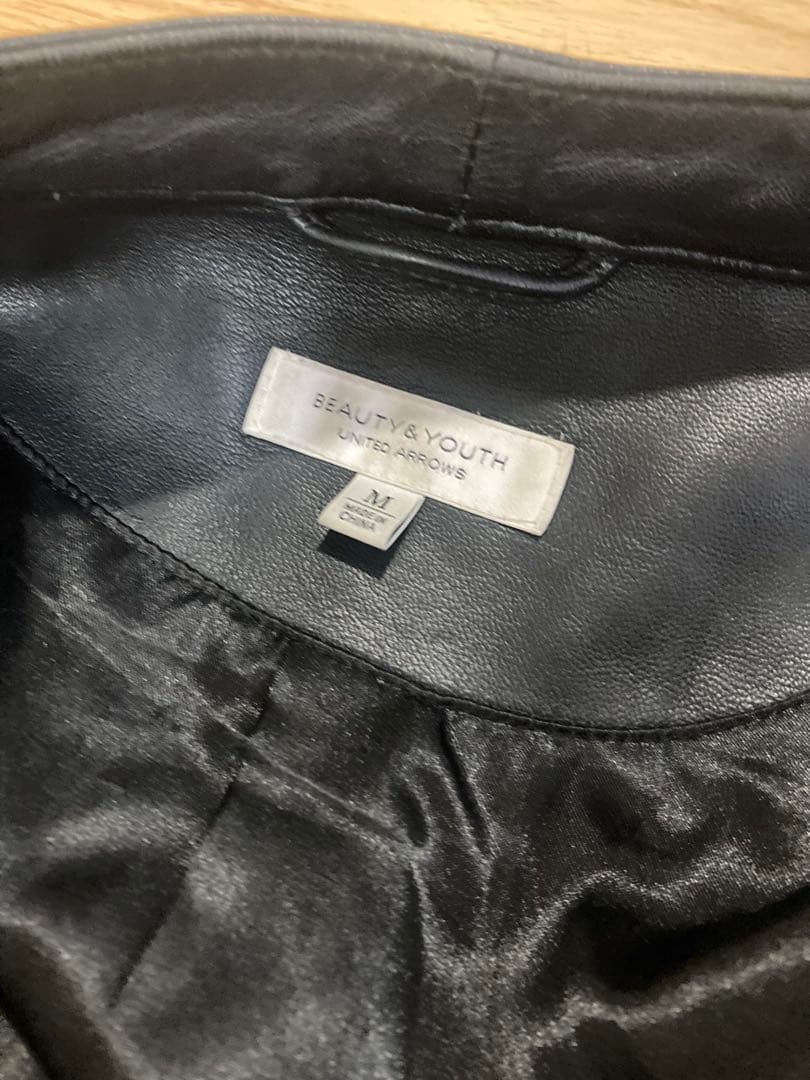 BEAUTY & YOUTH
UNITED ARROWS
M
MADE IN
CHINA